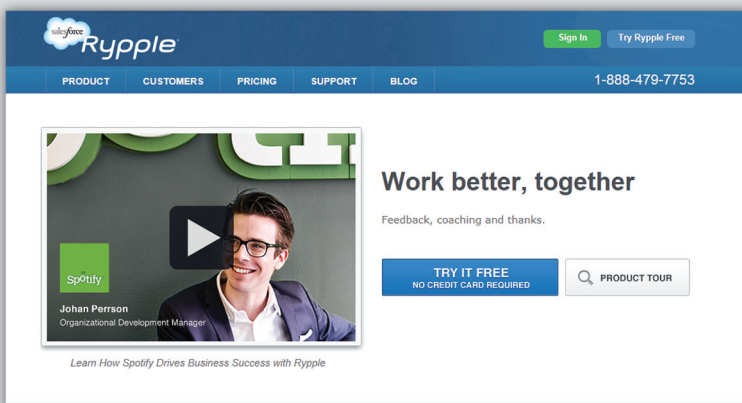 salesforce
Rypple
Sign In
Try Rypple Free
PRODUCT
CUSTOMERS
PRICING
SUPPORT
BLOG
1-888-479-7753
Work better, together
Feedback, coaching and thanks.
Spotify
Johan Perrson
Organizational Development Manager
TRY IT FREE
NO CREDIT CARD REQUIRED
PRODUCT TOUR
Learn How Spotify Drives Business Success with Rypple